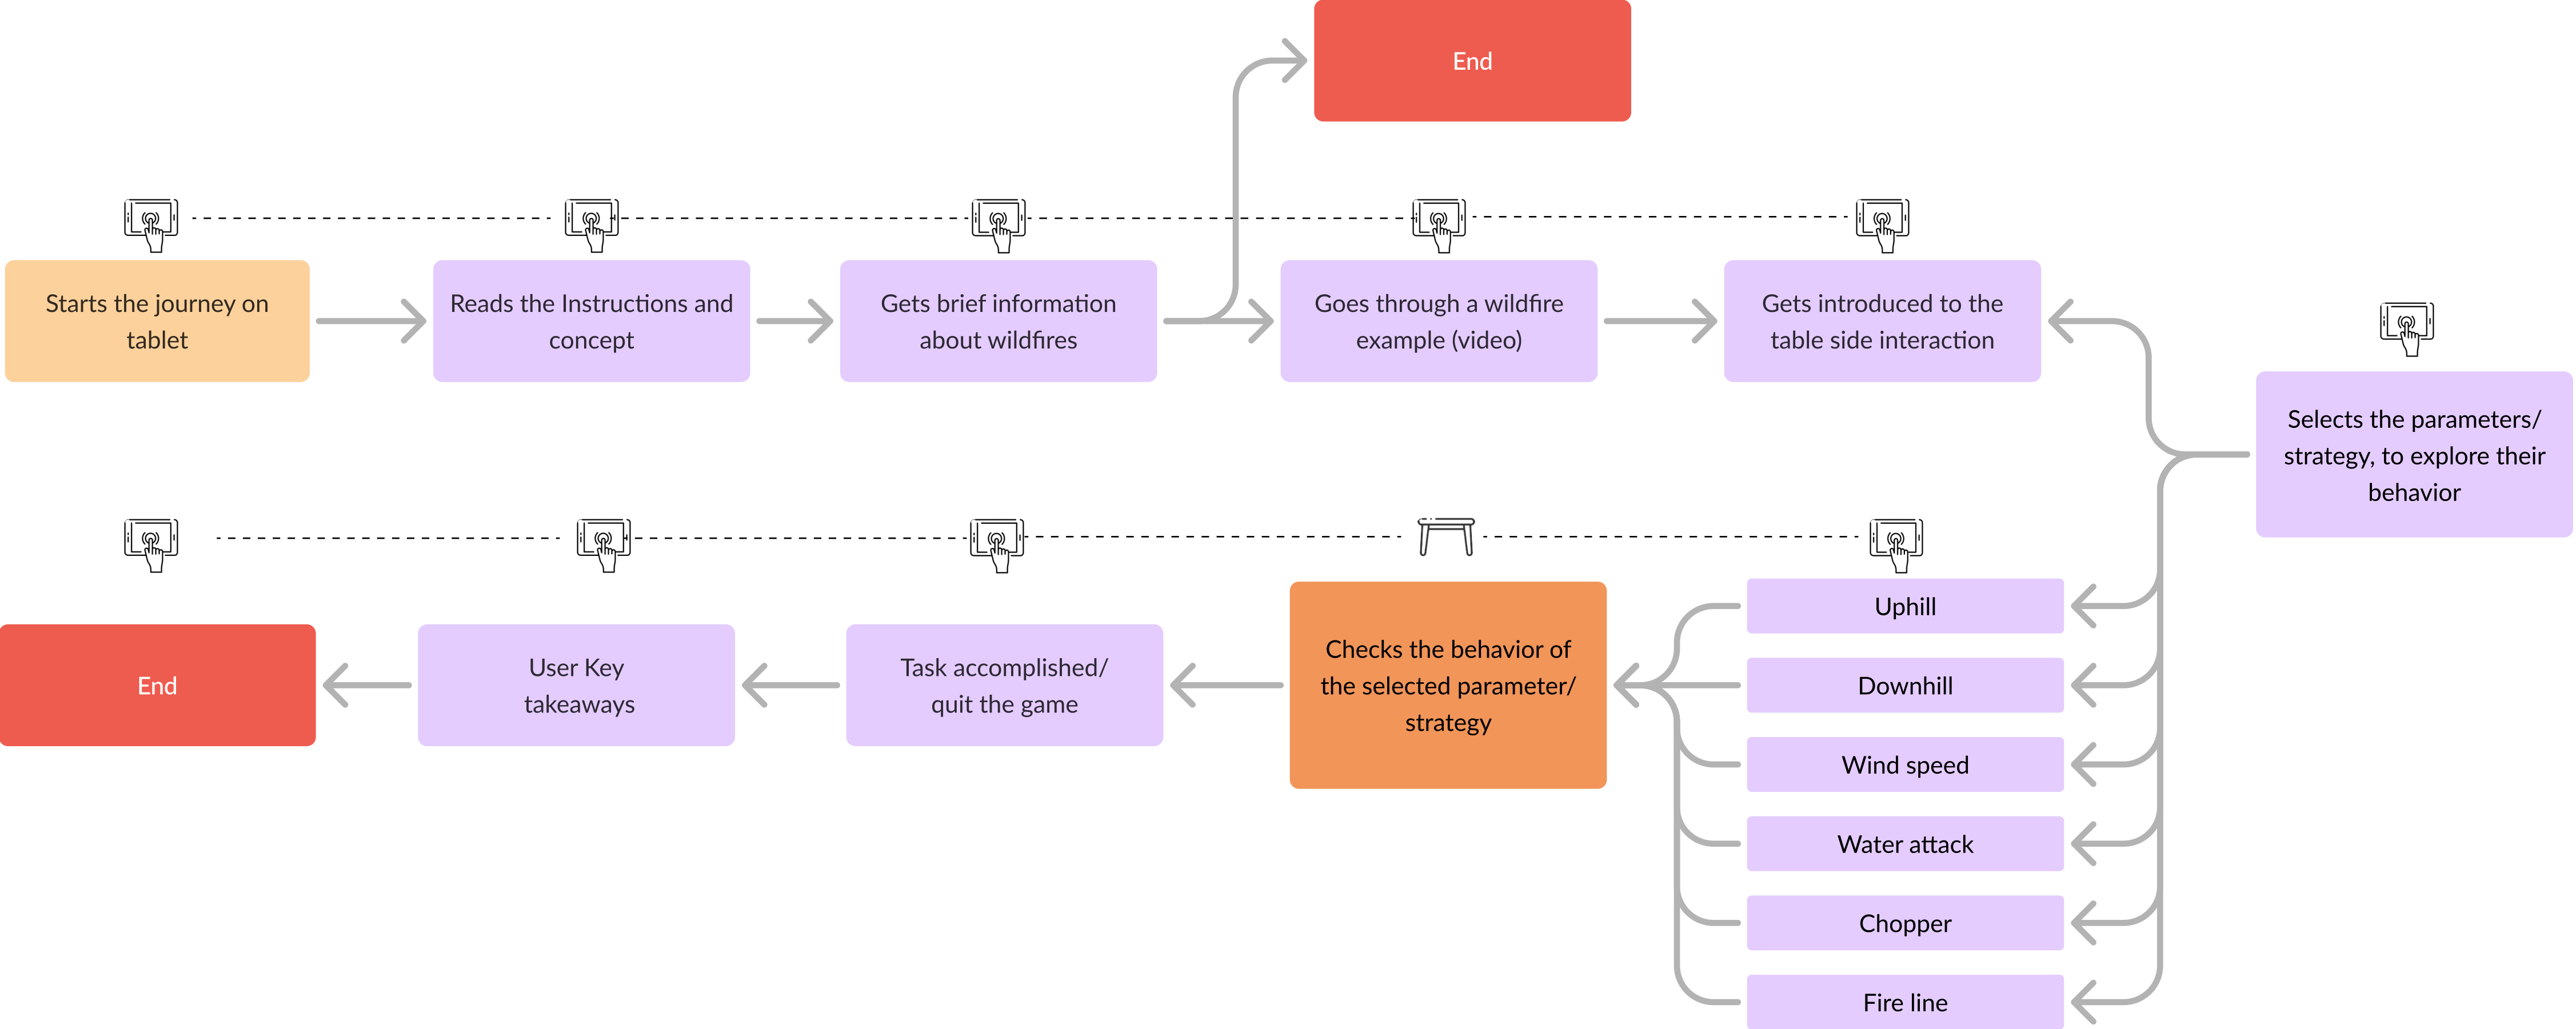 End
Starts the journey on
tablet
Reads the Instructions and
concept
Gets brief information
about wildfires
Goes through a wildfire
example (video)
Gets introduced to the
table side interaction
Selects the parameters/
strategy, to explore their
behavior
Uphill
Downhill
Wind speed
Water attack
Chopper
Fire line
Checks the behavior of
the selected parameter/
strategy
Task accomplished/
quit the game
User Key
takeaways
End